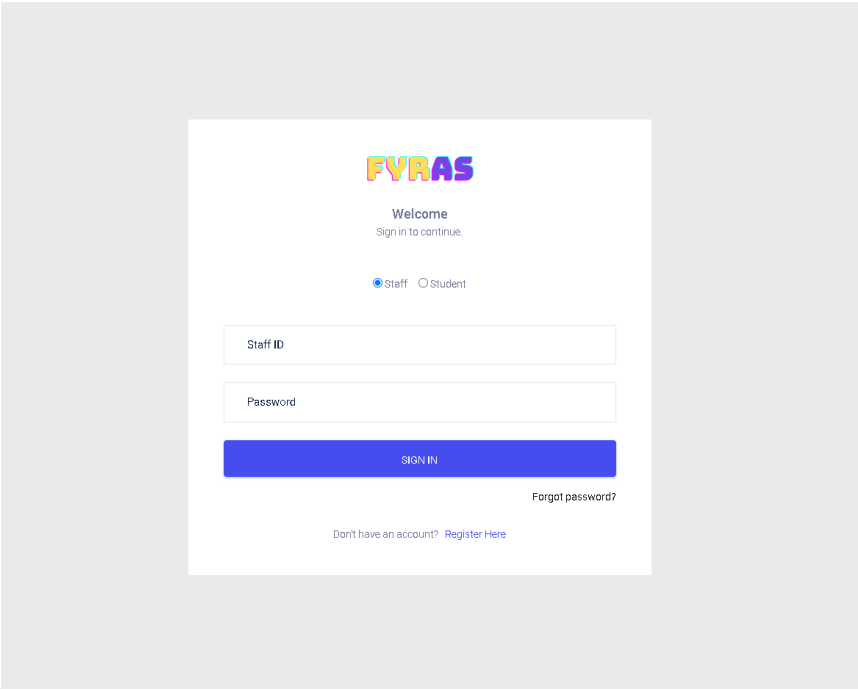 FYRAS
Welcome
Sign in to continue.
Staff Student
Staff ID
Password
SIGN IN
Forgot password?
Don't have an account? Register Here